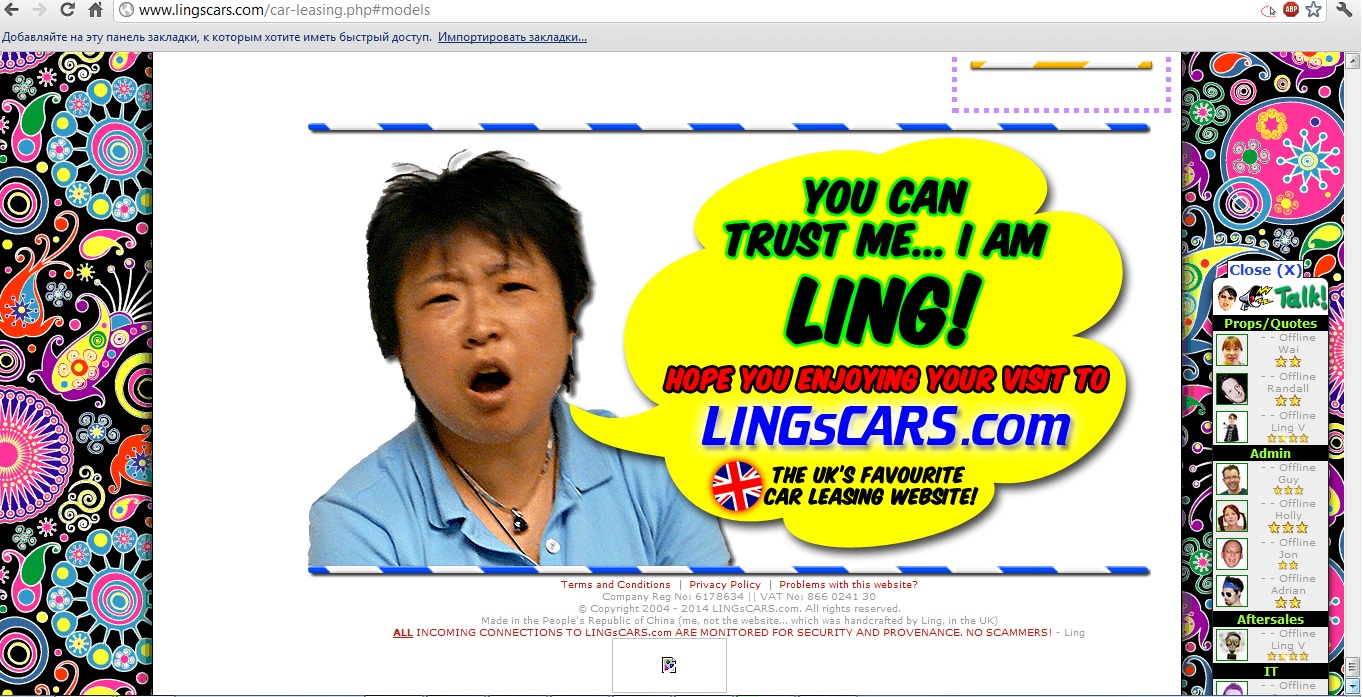 www.lingscars.com/car-leasing.php#models
ABP
Добавляйте на эту панель закладки, к которым хотите иметь быстрый доступ. Импортировать закладки...
YOU CAN
TRUST ME... I AM
LING!
HOPE YOU ENJOYING YOUR VISIT TO
LINGsCARS.com
THE UK'S FAVOURITE
CAR LEASING WEBSITE!
Terms and Conditions | Privacy Policy | Problems with this website?
Company Reg No: 6178634 || VAT No: 866 0241 30
© Copyright 2004 - 2014 LINGsCARS.com. All rights reserved.
Made in the People's Republic of China (me, not the website... which was handcrafted by Ling, in the UK)
ALL INCOMING CONNECTIONS TO LINGsCARS.com ARE MONITORED FOR SECURITY AND PROVENANCE. NO SCAMMERS! - Ling
Close (X)
Talk!
Props/Quotes
- - Offline
Wai
- - Offline
Randall
- - Offline
Ling V
Admin
- - Offline
Guy
- - Offline
Holly
- - Offline
Jon
- - Offline
Adrian
Aftersales
- - Offline
Ling V
IT
- - Offline